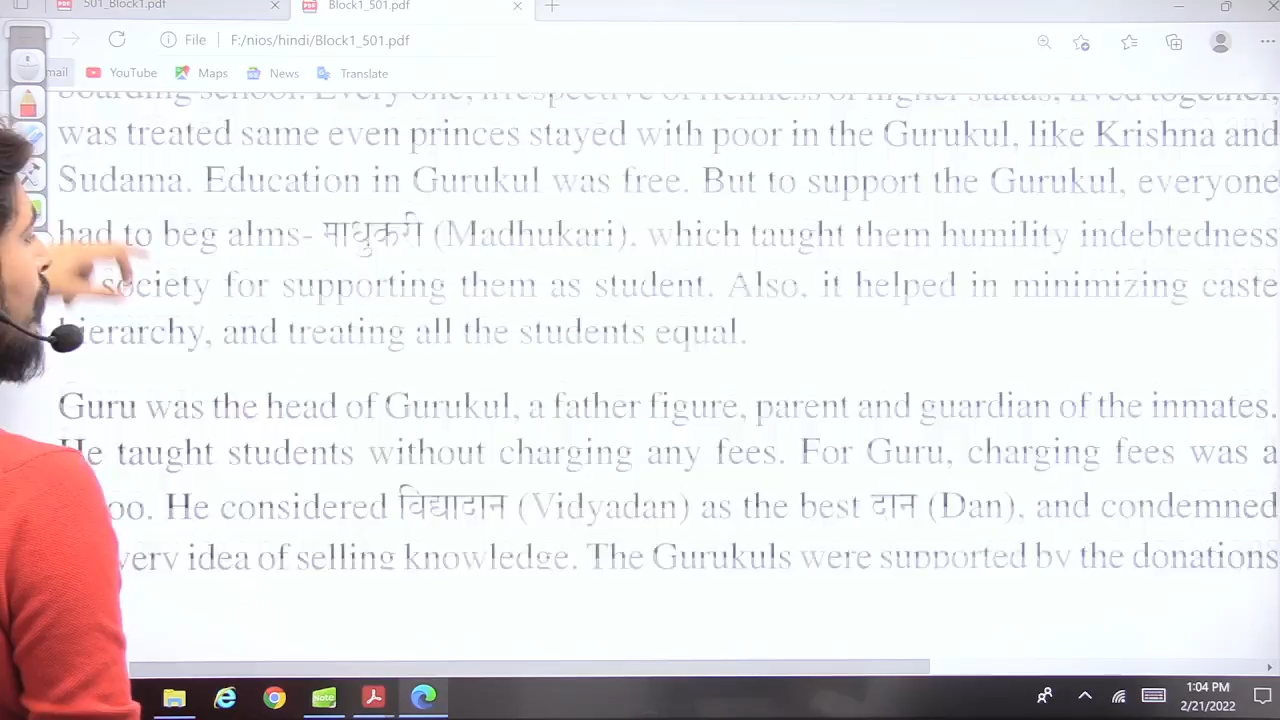 501_Block1.pdf
Block1_501.pdf
File F:/nios/hindi/Block1_501.pdf
mail YouTube Maps News Translate
boarding school. Every one, irrespective of richness or higher status, lived together,
was treated same even princes stayed with poor in the Gurukul, like Krishna and
Sudama. Education in Gurukul was free. But to support the Gurukul, everyone
had to beg alms- माधुकरी (Madhukari), which taught them humility indebtedness
society for supporting them as student. Also, it helped in minimizing caste
hierarchy, and treating all the students equal.
Guru was the head of Gurukul, a father figure, parent and guardian of the inmates.
He taught students without charging any fees. For Guru, charging fees was a
oo. He considered विद्यादान (Vidyadan) as the best दान (Dan), and condemned
very idea of selling knowledge. The Gurukuls were supported by the donations
Note
1:04 PM
2/21/2022